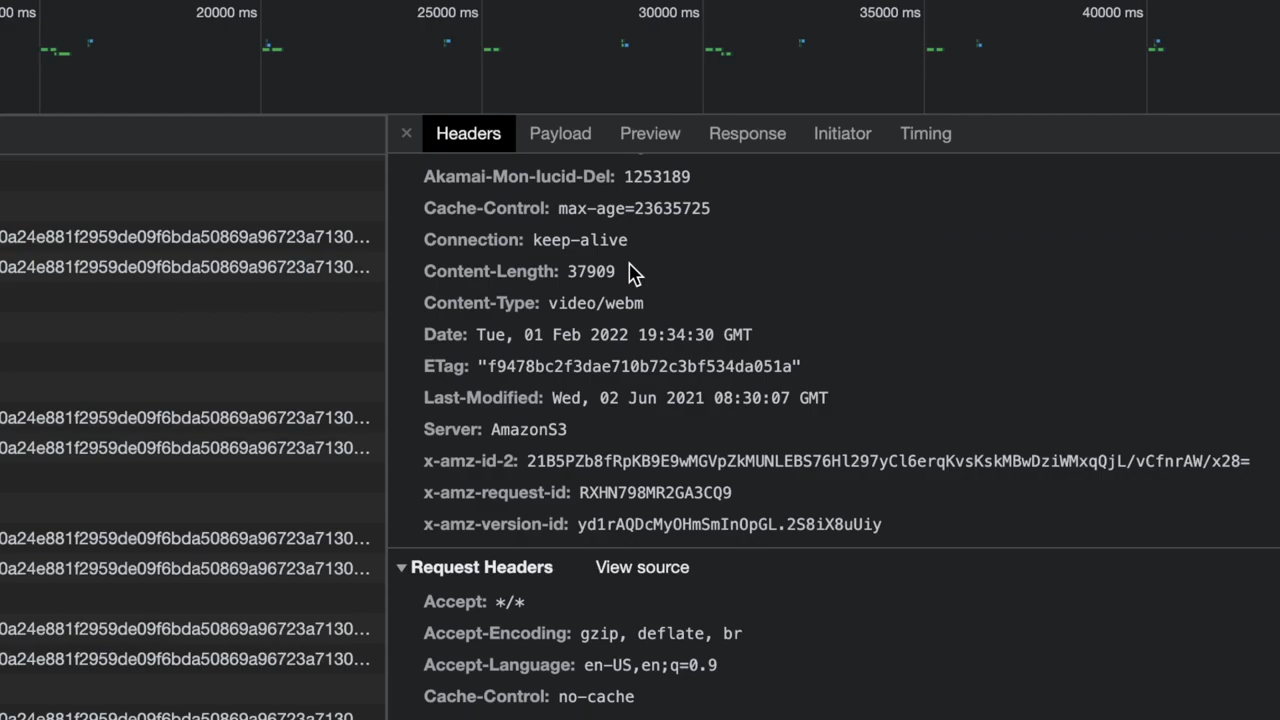 00 ms
20000 ms
25000 ms
30000 ms
35000 ms
40000 ms
× Headers Payload Preview Response Initiator Timing
Akamai-Mon-Iucid-Del: 1253189
Cache-Control: max-age=23635725
Connection: keep-alive
Content-Length: 37909
Content-Type: video/webm
Date: Tue, 01 Feb 2022 19:34:30 GMT
ETag: "f9478bc2f3dae710b72c3bf534da051a"
Last-Modified: Wed, 02 Jun 2021 08:30:07 GMT
Server: AmazonS3
x-amz-id-2: 21B5PZb8fRpKB9E9wMGVpZkMUNLEBS76Hl297yCl6erqKvsKskMBwDziWMxqQjL/vCfnrAW/x28=
x-amz-request-id: RXHN798MR2GA3CQ9
x-amz-version-id: yd1rAQDcMyOHmSmInOpGL.2S8iX8uUiy
Request Headers View source
Accept: */*
Accept-Encoding: gzip, deflate, br
Accept-Language: en-US,en;q=0.9
Cache-Control: no-cache
0a24e881f2959de09f6bda50869a96723a7130...
0a24e881f2959de09f6bda50869a96723a7130...
0a24e881f2959de09f6bda50869a96723a7130...
0a24e881f2959de09f6bda50869a96723a7130...
0a24e881f2959de09f6bda50869a96723a7130...
0a24e881f2959de09f6bda50869a96723a7130...
0a24e881f2959de09f6bda50869a96723a7130...
0a24e881f2959de09f6bda50869a96723a7130...
0a24e881f2959de09f6bda50869a96723a7130...